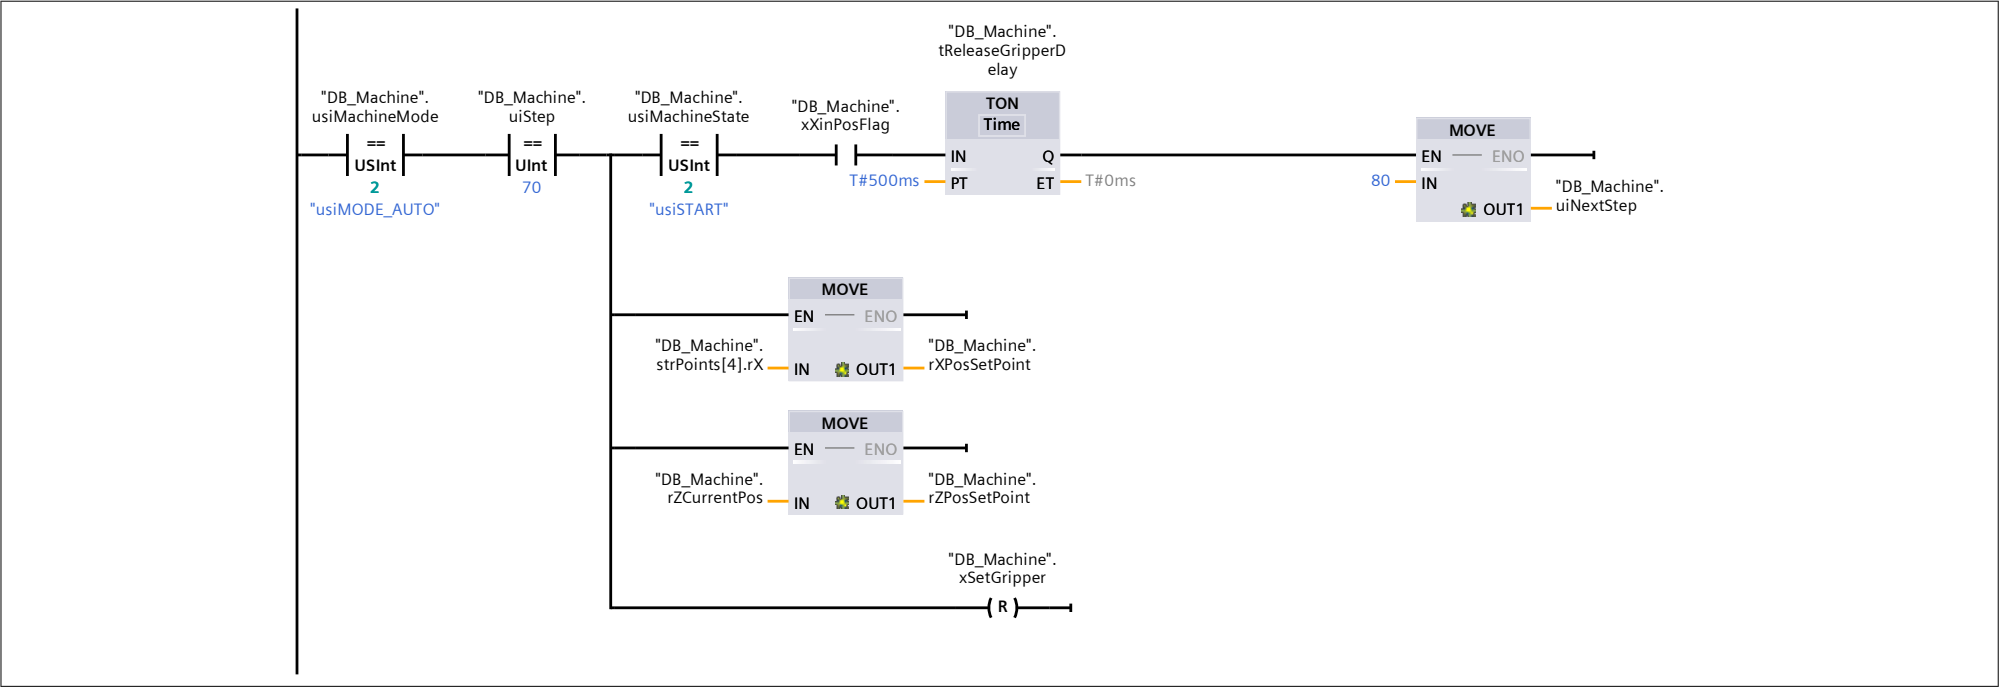 "DB_Machine".
tReleaseGripperD
elay
"DB_Machine".
usiMachineMode
"DB_Machine".
uiStep
"DB_Machine".
usiMachineState
"DB_Machine".
xXinPosFlag
TON
Time
MOVE
==
USInt
==
UInt
==
USInt
IN
Q
EN
ENO
2
"usiMODE_AUTO"
70
2
"usiSTART"
T#500ms
PT
ET
T#0ms
80
IN
OUT1
"DB_Machine".
uiNextStep
MOVE
EN
ENO
"DB_Machine".
strPoints[4].rX
IN
OUT1
"DB_Machine".
rXPosSetPoint
MOVE
EN
ENO
"DB_Machine".
rZCurrentPos
IN
OUT1
"DB_Machine".
rZPosSetPoint
"DB_Machine".
xSetGripper
R